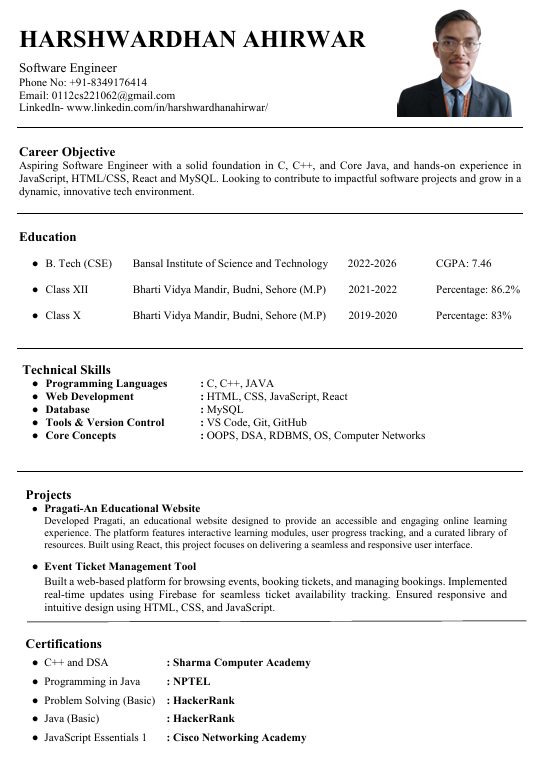 HARSHWARDHAN AHIRWAR
Software Engineer
Phone No: +91-8349176414
Email: 0112cs221062@gmail.com
LinkedIn- www.linkedin.com/in/harshwardhanahirwar/
Career Objective
Aspiring Software Engineer with a solid foundation in C, C++, and Core Java, and hands-on experience in
JavaScript, HTML/CSS, React and MySQL. Looking to contribute to impactful software projects and grow in a
dynamic, innovative tech environment.
Education
● B. Tech (CSE) Bansal Institute of Science and Technology 2022-2026 CGPA: 7.46
● Class XII Bharti Vidya Mandir, Budni, Sehore (M.P) 2021-2022 Percentage: 86.2%
● Class X Bharti Vidya Mandir, Budni, Sehore (M.P) 2019-2020 Percentage: 83%
Technical Skills
● Programming Languages : C, C++, JAVA
● Web Development : HTML, CSS, JavaScript, React
● Database : MySQL
● Tools & Version Control : VS Code, Git, GitHub
● Core Concepts : OOPS, DSA, RDBMS, OS, Computer Networks
Projects
● Pragati-An Educational Website
Developed Pragati, an educational website designed to provide an accessible and engaging online learning
experience. The platform features interactive learning modules, user progress tracking, and a curated library of
resources. Built using React, this project focuses on delivering a seamless and responsive user interface.
● Event Ticket Management Tool
Built a web-based platform for browsing events, booking tickets, and managing bookings. Implemented
real-time updates using Firebase for seamless ticket availability tracking. Ensured responsive and
intuitive design using HTML, CSS, and JavaScript.
Certifications
● C++ and DSA : Sharma Computer Academy
● Programming in Java : NPTEL
● Problem Solving (Basic) : HackerRank
● Java (Basic) : HackerRank
● JavaScript Essentials 1 : Cisco Networking Academy